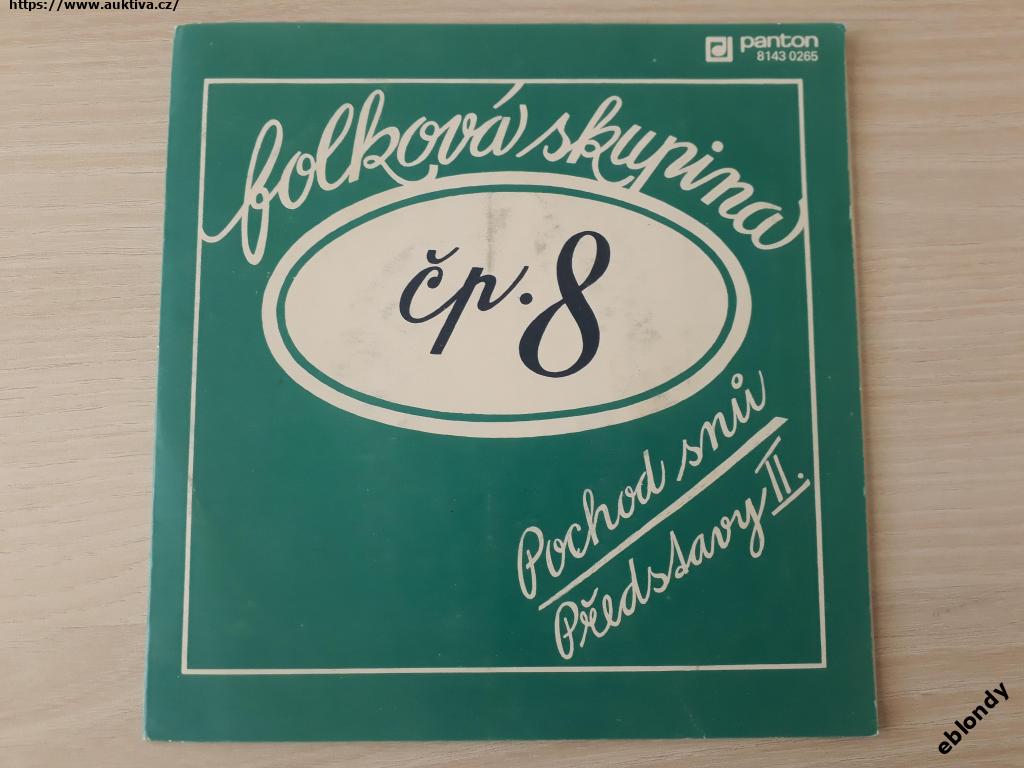 https://www.auktiva.cz/
panton
8143 0265
folková skupina
čp. 8
Pochod snů
Představy II.
eblondy